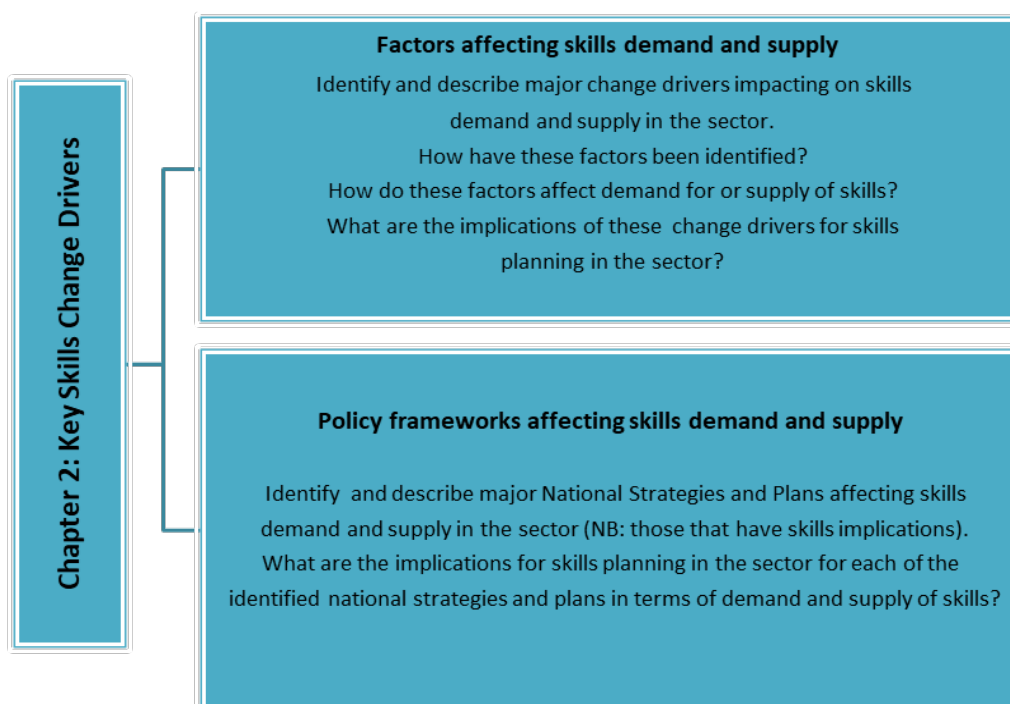 Chapter 2: Key Skills Change Drivers
Factors affecting skills demand and supply
Identify and describe major change drivers impacting on skills
demand and supply in the sector.
How have these factors been identified?
How do these factors affect demand for or supply of skills?
What are the implications of these change drivers for skills
planning in the sector?
Policy frameworks affecting skills demand and supply
Identify and describe major National Strategies and Plans affecting skills
demand and supply in the sector (NB: those that have skills implications).
What are the implications for skills planning in the sector for each of the
identified national strategies and plans in terms of demand and supply of skills?